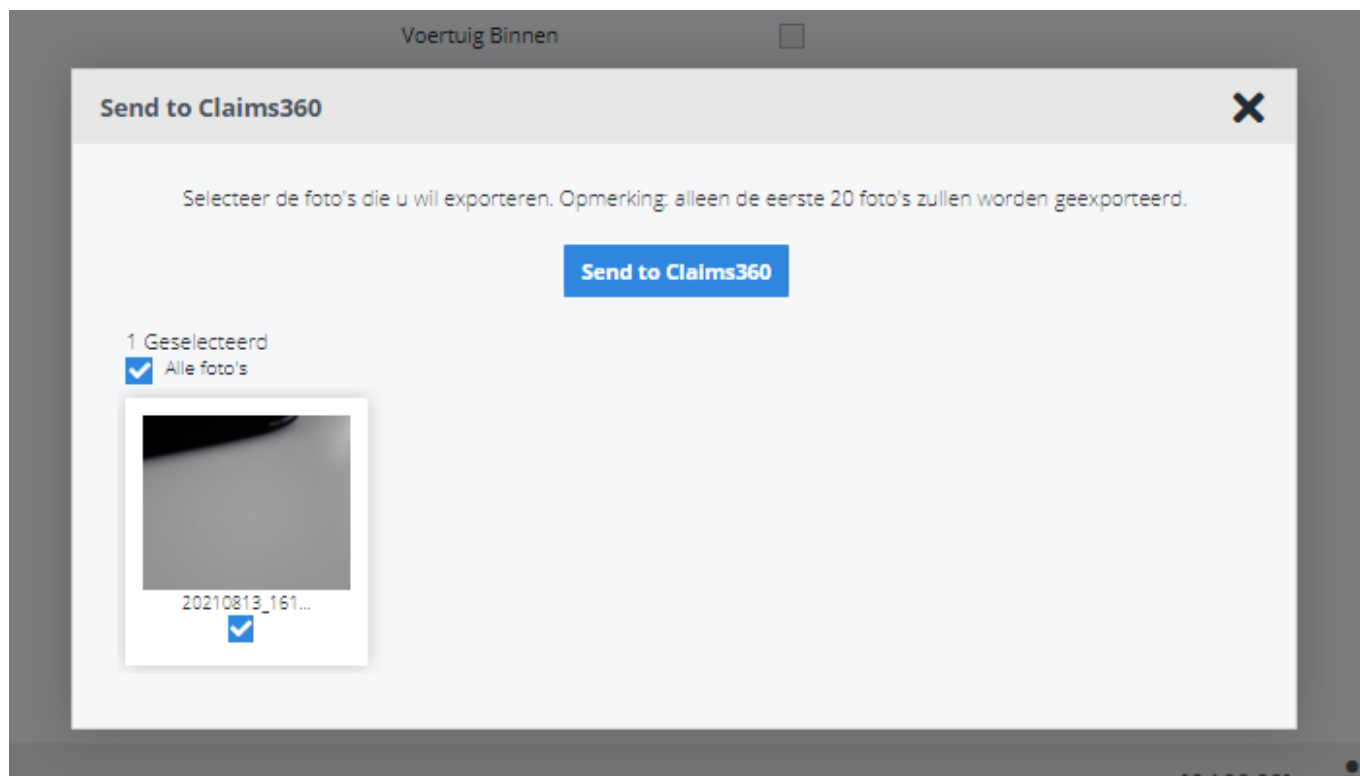 Voertuig Binnen
Send to Claims360
Selecteer de foto's die u wil exporteren. Opmerking: alleen de eerste 20 foto's zullen worden geexporteerd.
Send to Claims360
1 Geselecteerd
Alle foto's
20210813_161...